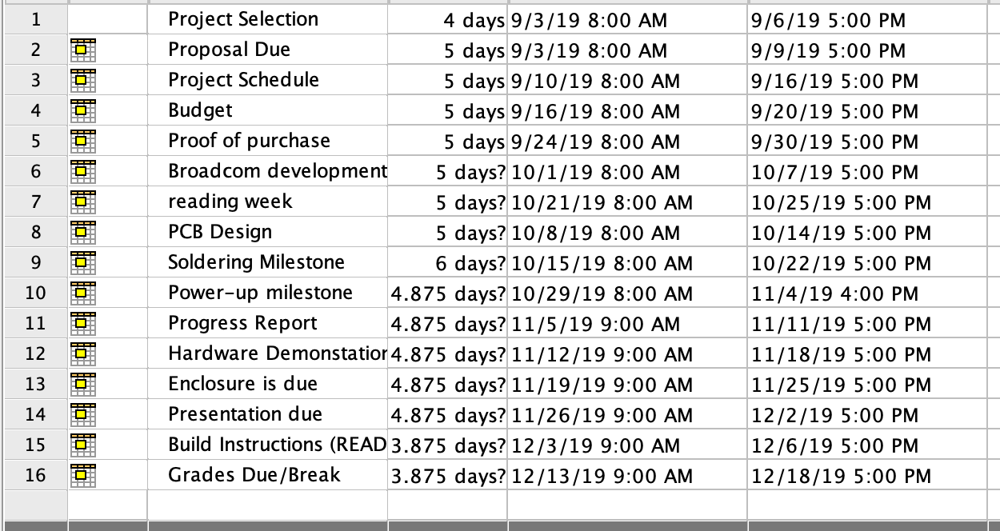 1 Project Selection 4 days 9/3/19 8:00 AM 9/6/19 5:00 PM
2 Proposal Due 5 days 9/3/19 8:00 AM 9/9/19 5:00 PM
3 Project Schedule 5 days 9/10/19 8:00 AM 9/16/19 5:00 PM
4 Budget 5 days 9/16/19 8:00 AM 9/20/19 5:00 PM
5 Proof of purchase 5 days 9/24/19 8:00 AM 9/30/19 5:00 PM
6 Broadcom development 5 days? 10/1/19 8:00 AM 10/7/19 5:00 PM
7 reading week 5 days? 10/21/19 8:00 AM 10/25/19 5:00 PM
8 PCB Design 5 days? 10/8/19 8:00 AM 10/14/19 5:00 PM
9 Soldering Milestone 6 days? 10/15/19 8:00 AM 10/22/19 5:00 PM
10 Power-up milestone 4.875 days? 10/29/19 8:00 AM 11/4/19 4:00 PM
11 Progress Report 4.875 days? 11/5/19 9:00 AM 11/11/19 5:00 PM
12 Hardware Demonstation 4.875 days? 11/12/19 9:00 AM 11/18/19 5:00 PM
13 Enclosure is due 4.875 days? 11/19/19 9:00 AM 11/25/19 5:00 PM
14 Presentation due 4.875 days? 11/26/19 9:00 AM 12/2/19 5:00 PM
15 Build Instructions (READ 3.875 days? 12/3/19 9:00 AM 12/6/19 5:00 PM
16 Grades Due/Break 3.875 days? 12/13/19 9:00 AM 12/18/19 5:00 PM